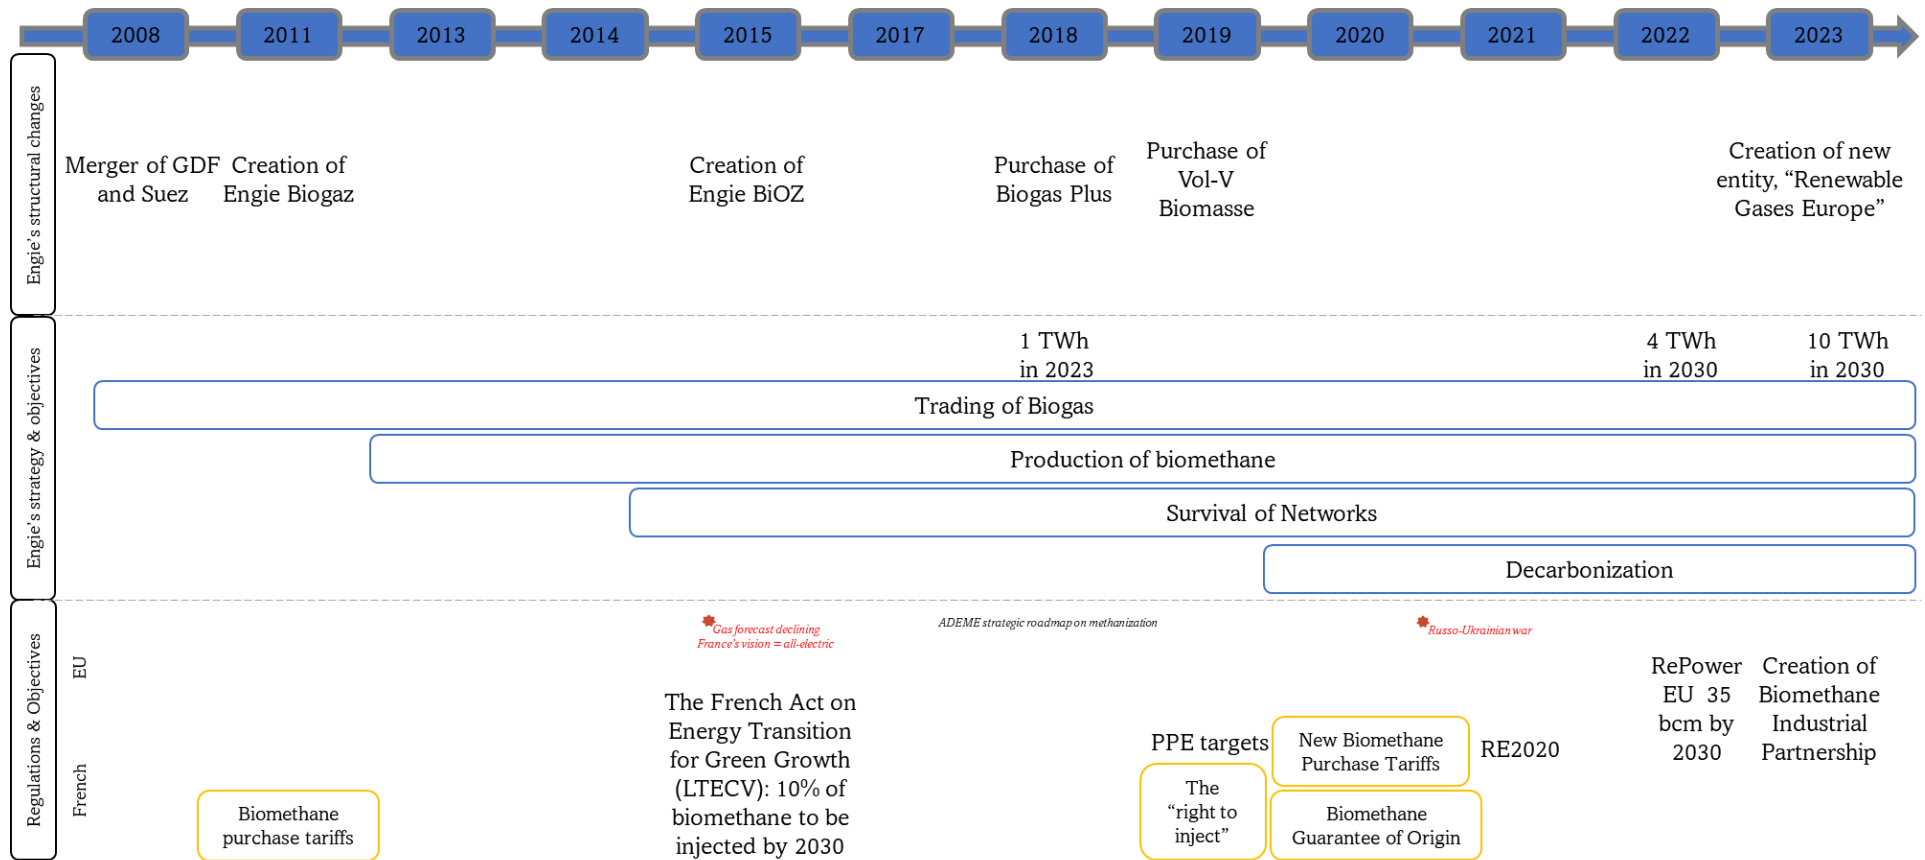 2008
2011
2013
2014
2015
2017
2018
2019
2020
2021
2022
2023
Engie's structural changes
Merger of GDF
and Suez
Creation of
Engie Biogaz
Creation of
Engie BiOZ
Purchase of
Biogas Plus
Purchase of
Vol-V
Biomasse
Creation of new
entity, “Renewable
Gases Europe”
Engie's strategy & objectives
1 TWh
in 2023
4 TWh
in 2030
10 TWh
in 2030
Trading of Biogas
Production of biomethane
Survival of Networks
Decarbonization
Regulations & Objectives
EU
French
Gas forecast declining
France's vision = all-electric
ADEME strategic roadmap on methanization
Russo-Ukrainian war
Biomethane
purchase tariffs
The French Act on
Energy Transition
for Green Growth
(LTECV): 10% of
biomethane to be
injected by 2030
PPE targets
The
“right to
inject”
New Biomethane
Purchase Tariffs
Biomethane
Guarantee of Origin
RE2020
RePower
EU 35
bcm by
2030
Creation of
Biomethane
Industrial
Partnership